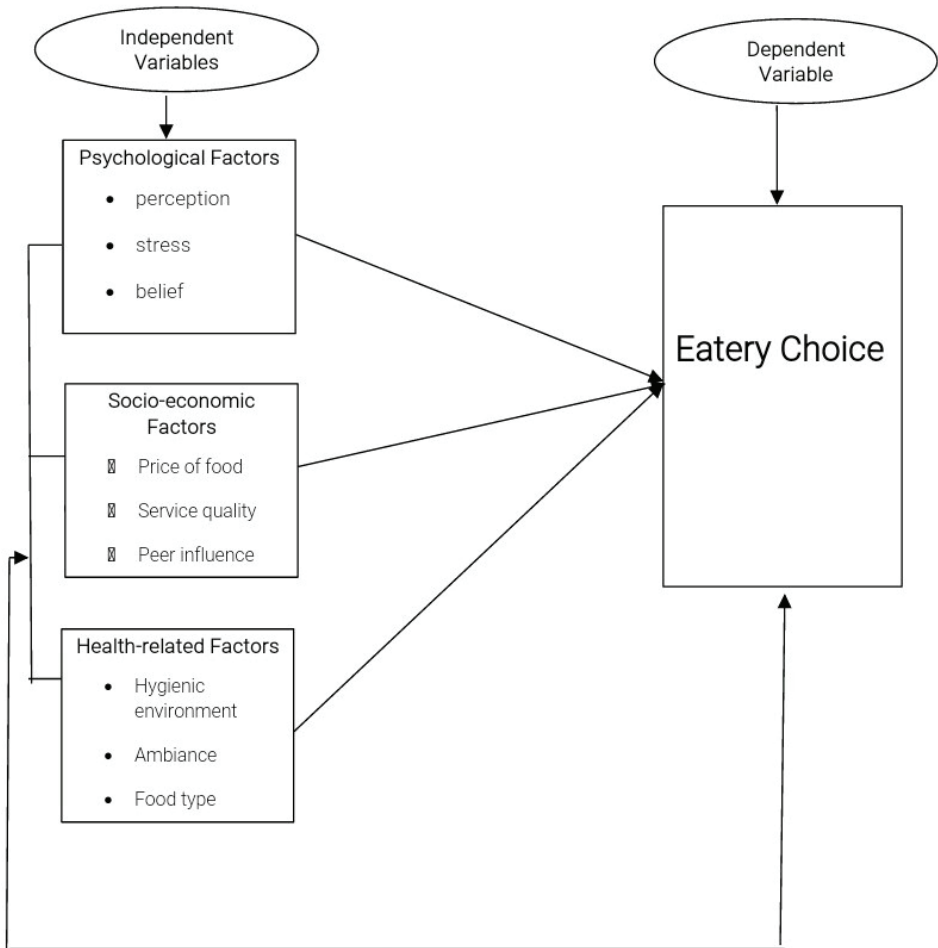 Independent
Variables
Dependent
Variable
Psychological Factors
• perception
• stress
• belief
Eatery Choice
Socio-economic
Factors
Price of food
Service quality
Peer influence
Health-related Factors
• Hygienic
environment
• Ambiance
• Food type